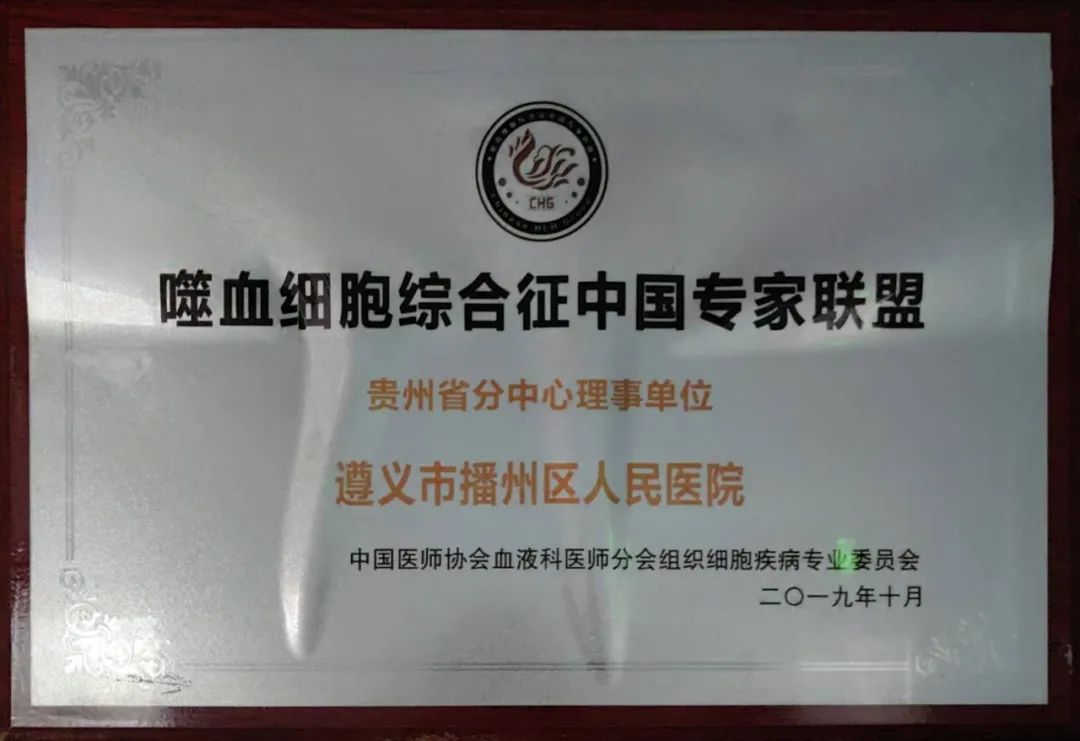 CHG
Chinese HLH Group
噬血细胞综合征中国专家联盟
贵州省分中心理事单位
遵义市播州区人民医院
中国医师协会血液科医师分会组织细胞疾病专业委员会
二〇一九年十月